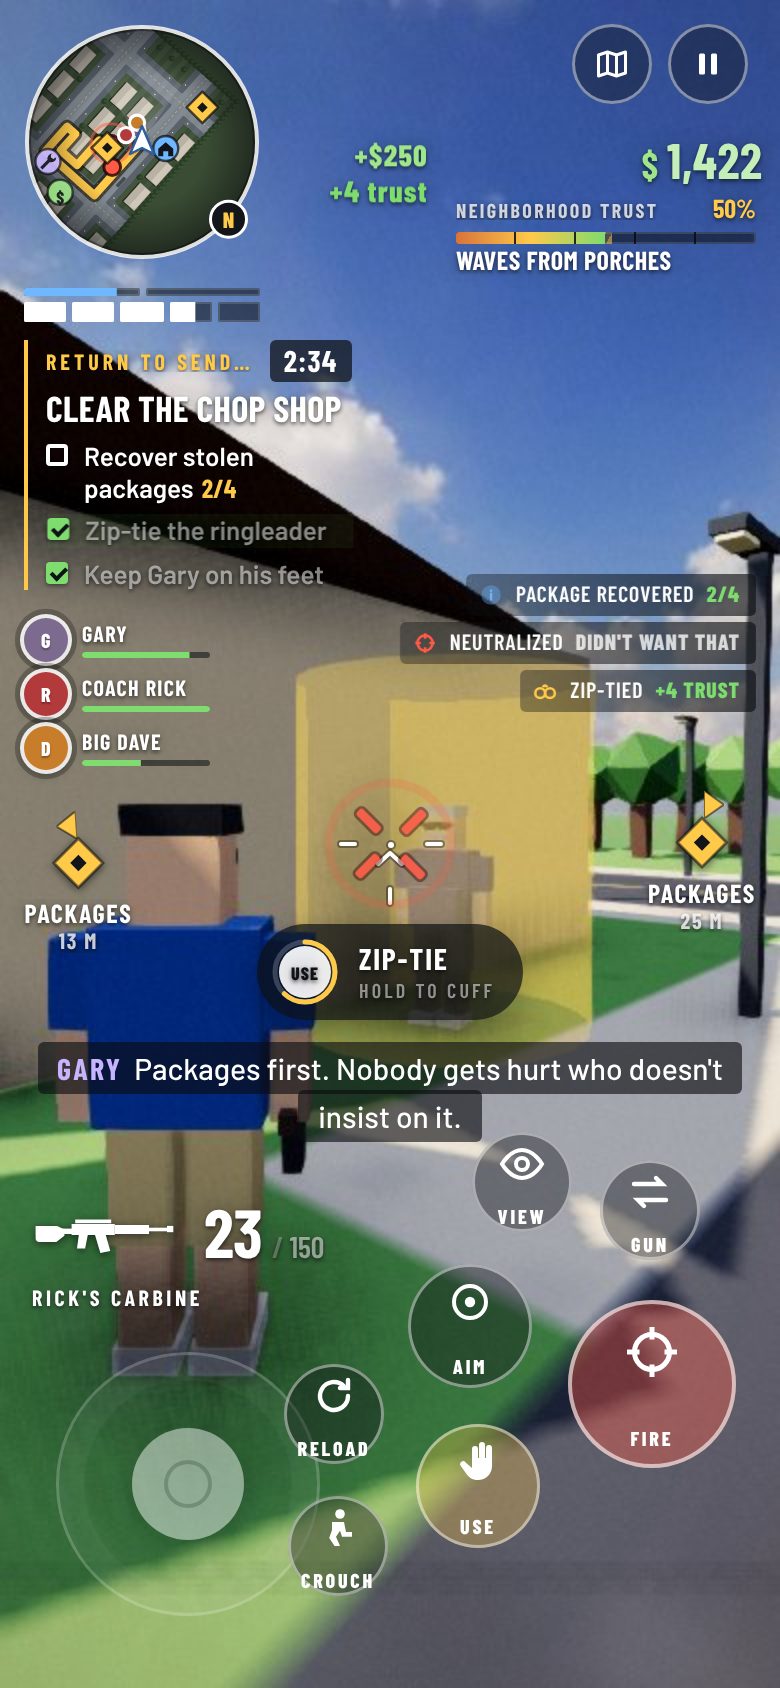 N
+$250
+4 trust
$ 1,422
NEIGHBORHOOD TRUST 50%
WAVES FROM PORCHES
RETURN TO SEND… 2:34
CLEAR THE CHOP SHOP
Recover stolen
packages 2/4
Zip-tie the ringleader
Keep Gary on his feet
PACKAGE RECOVERED 2/4
NEUTRALIZED DIDN'T WANT THAT
ZIP-TIED +4 TRUST
G GARY
R COACH RICK
D BIG DAVE
PACKAGES
13 M
PACKAGES
25 M
USE ZIP-TIE
HOLD TO CUFF
GARY Packages first. Nobody gets hurt who doesn't
insist on it.
VIEW
GUN
23 / 150
RICK'S CARBINE
AIM
FIRE
RELOAD
USE
CROUCH